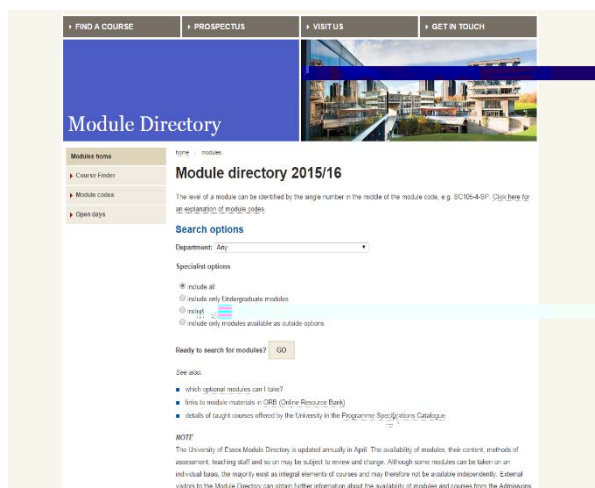 FIND A COURSE
PROSPECTUS
VISIT US
GET IN TOUCH
Module Directory
Modules home
Course Finder
Module codes
Open days
home modules
Module directory 2015/16
The level of a module can be identified by the single number in the middle of the module code, e.g. SC105-4-SP. Click here for
an explanation of module codes.
Search options
Department: Any
Specialist options
include all
include only Undergraduate modules
include only modules available as outside options
Ready to search for modules? GO
See also:
which optional modules can I take?
links to module materials in ORB (Online Resource Bank)
details of taught courses offered by the University in the Programme Specifications Catalogue
NOTE
The University of Essex Module Directory is updated annually in April. The availability of modules, their content, methods of
assessment, teaching staff and so on may be subject to review and change. Although some modules can be taken on an
individual basis, the majority exist as integral elements of courses and may therefore not be available independently. External
visitors to the Module Directory can obtain further information about the availability of modules and courses from the Admissions